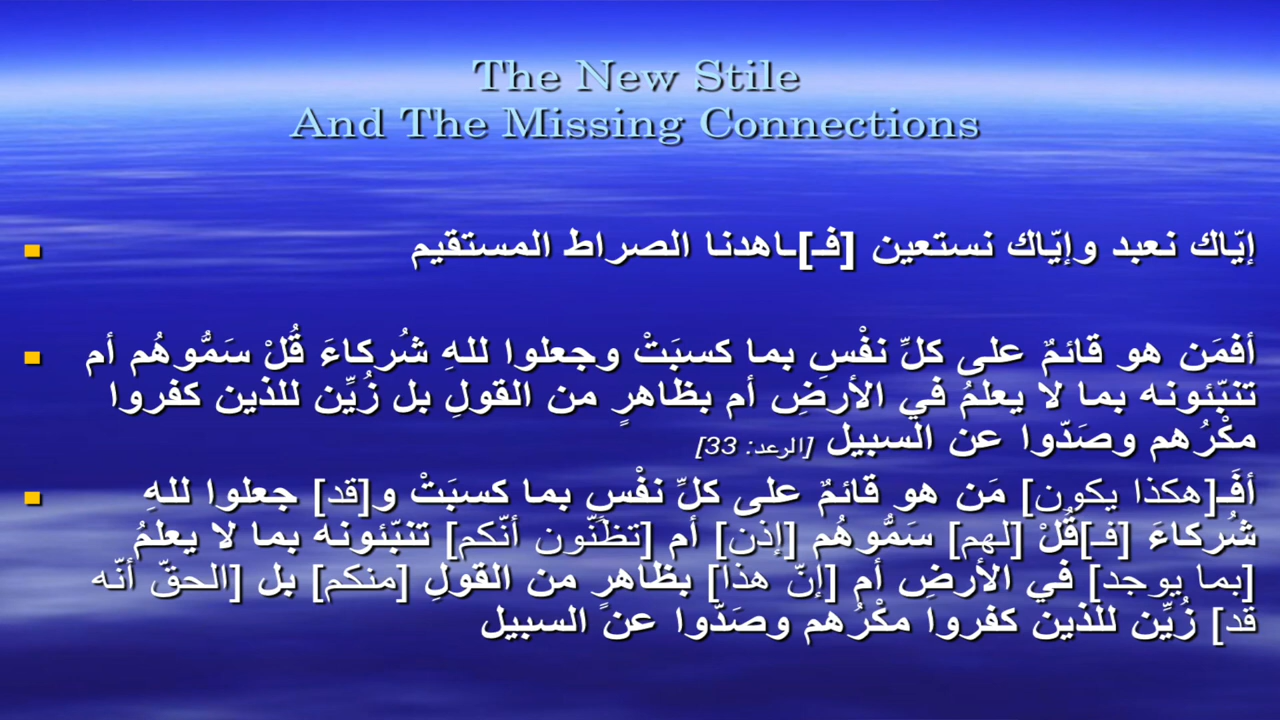 The New Stile
And The Missing Connections
إيّاك نعبد وإيّاك نستعين [فـ]ـاهدنا الصراط المستقيم
أفمَن هو قائمٌ على كلِّ نفْسٍ بما كسبَتْ وجعلوا للهِ شُركاءَ قُلْ سَمُّوهُم أم
تنبّئونه بما لا يعلمُ في الأرضِ أم بظاهرٍ من القولِ بل زُيِّن للذين كفروا
مكْرُهم وصَدّوا عن السبيل [الرعد: 33]
أفَـ[هكذا يكون] مَن هو قائمٌ على كلِّ نفْسٍ بما كسبَتْ و[قد] جعلوا للهِ
شُركاءَ [فـ]قُلْ [لهم] سَمُّوهُم [إذن] أم [تظنّون أنّكم] تنبّئونه بما لا يعلمُ
[بما يوجد] في الأرضِ أم [إنّ هذا] بظاهرٍ من القولِ [منكم] بل [الحقّ أنّه
قد] زُيِّن للذين كفروا مكْرُهم وصَدّوا عن السبيل